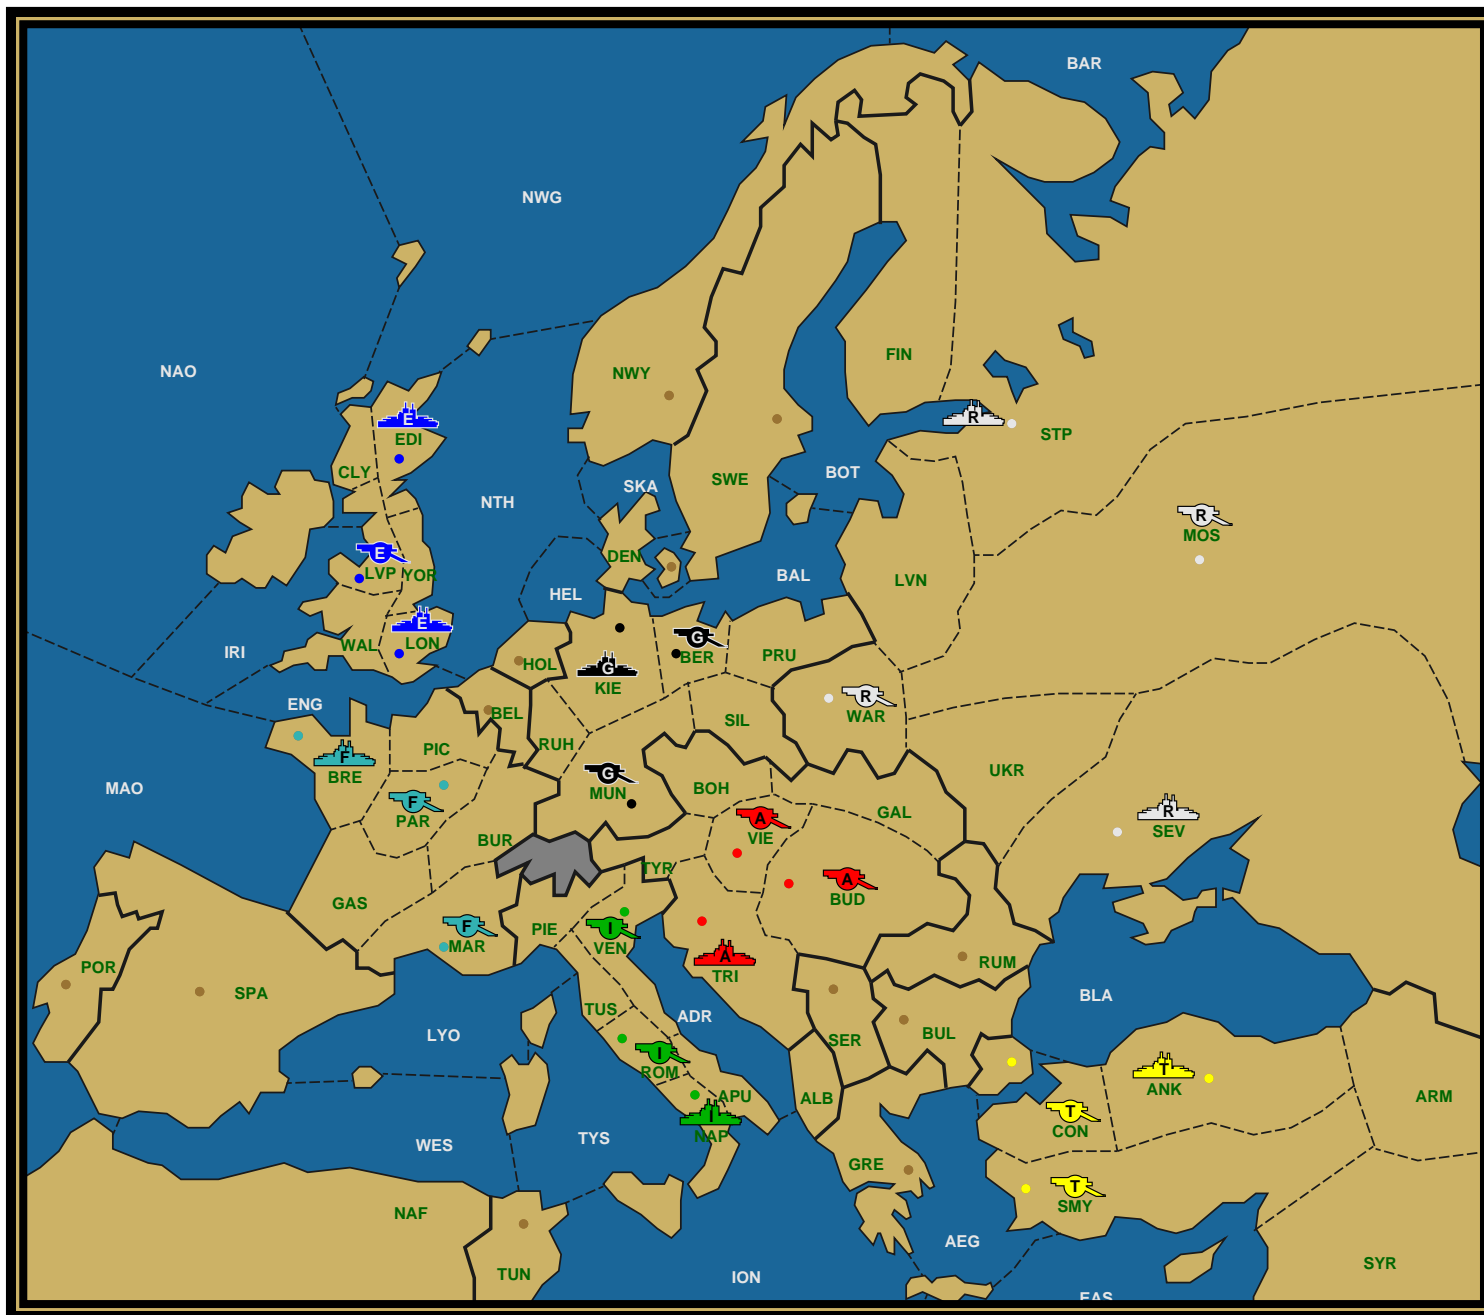 BAR
NWG
NAO
FIN
NWY
E
R
EDI
STP
CLY
SKA
SWE
BOT
NTH
R
MOS
E
DEN
LVP
YOR
BAL
LVN
HEL
E
G
IRI
WAL
LON
HOL
G
BER
PRU
KIE
R
ENG
BEL
SIL
WAR
F
PIC
RUH
BRE
G
UKR
MAO
MUN
BOH
F
PAR
A
GAL
R
BUR
VIE
SEV
TYR
A
BUD
GAS
F
MAR
PIE
I
VEN
A
POR
SPA
TRI
RUM
BLA
TUS
ADR
LYO
SER
BUL
I
ROM
T
ANK
APU
ALB
ARM
I
T
NAP
CON
WES
TYS
GRE
T
SMY
NAF
AEG
SYR
TUN
ION
EAS